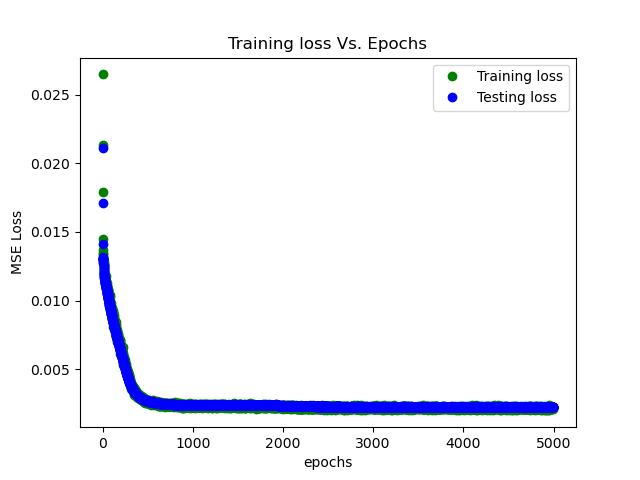 Training loss Vs. Epochs
Training loss
Testing loss
0.025
0.020
0.015
0.010
0.005
MSE Loss
0 1000 2000 3000 4000 5000
epochs